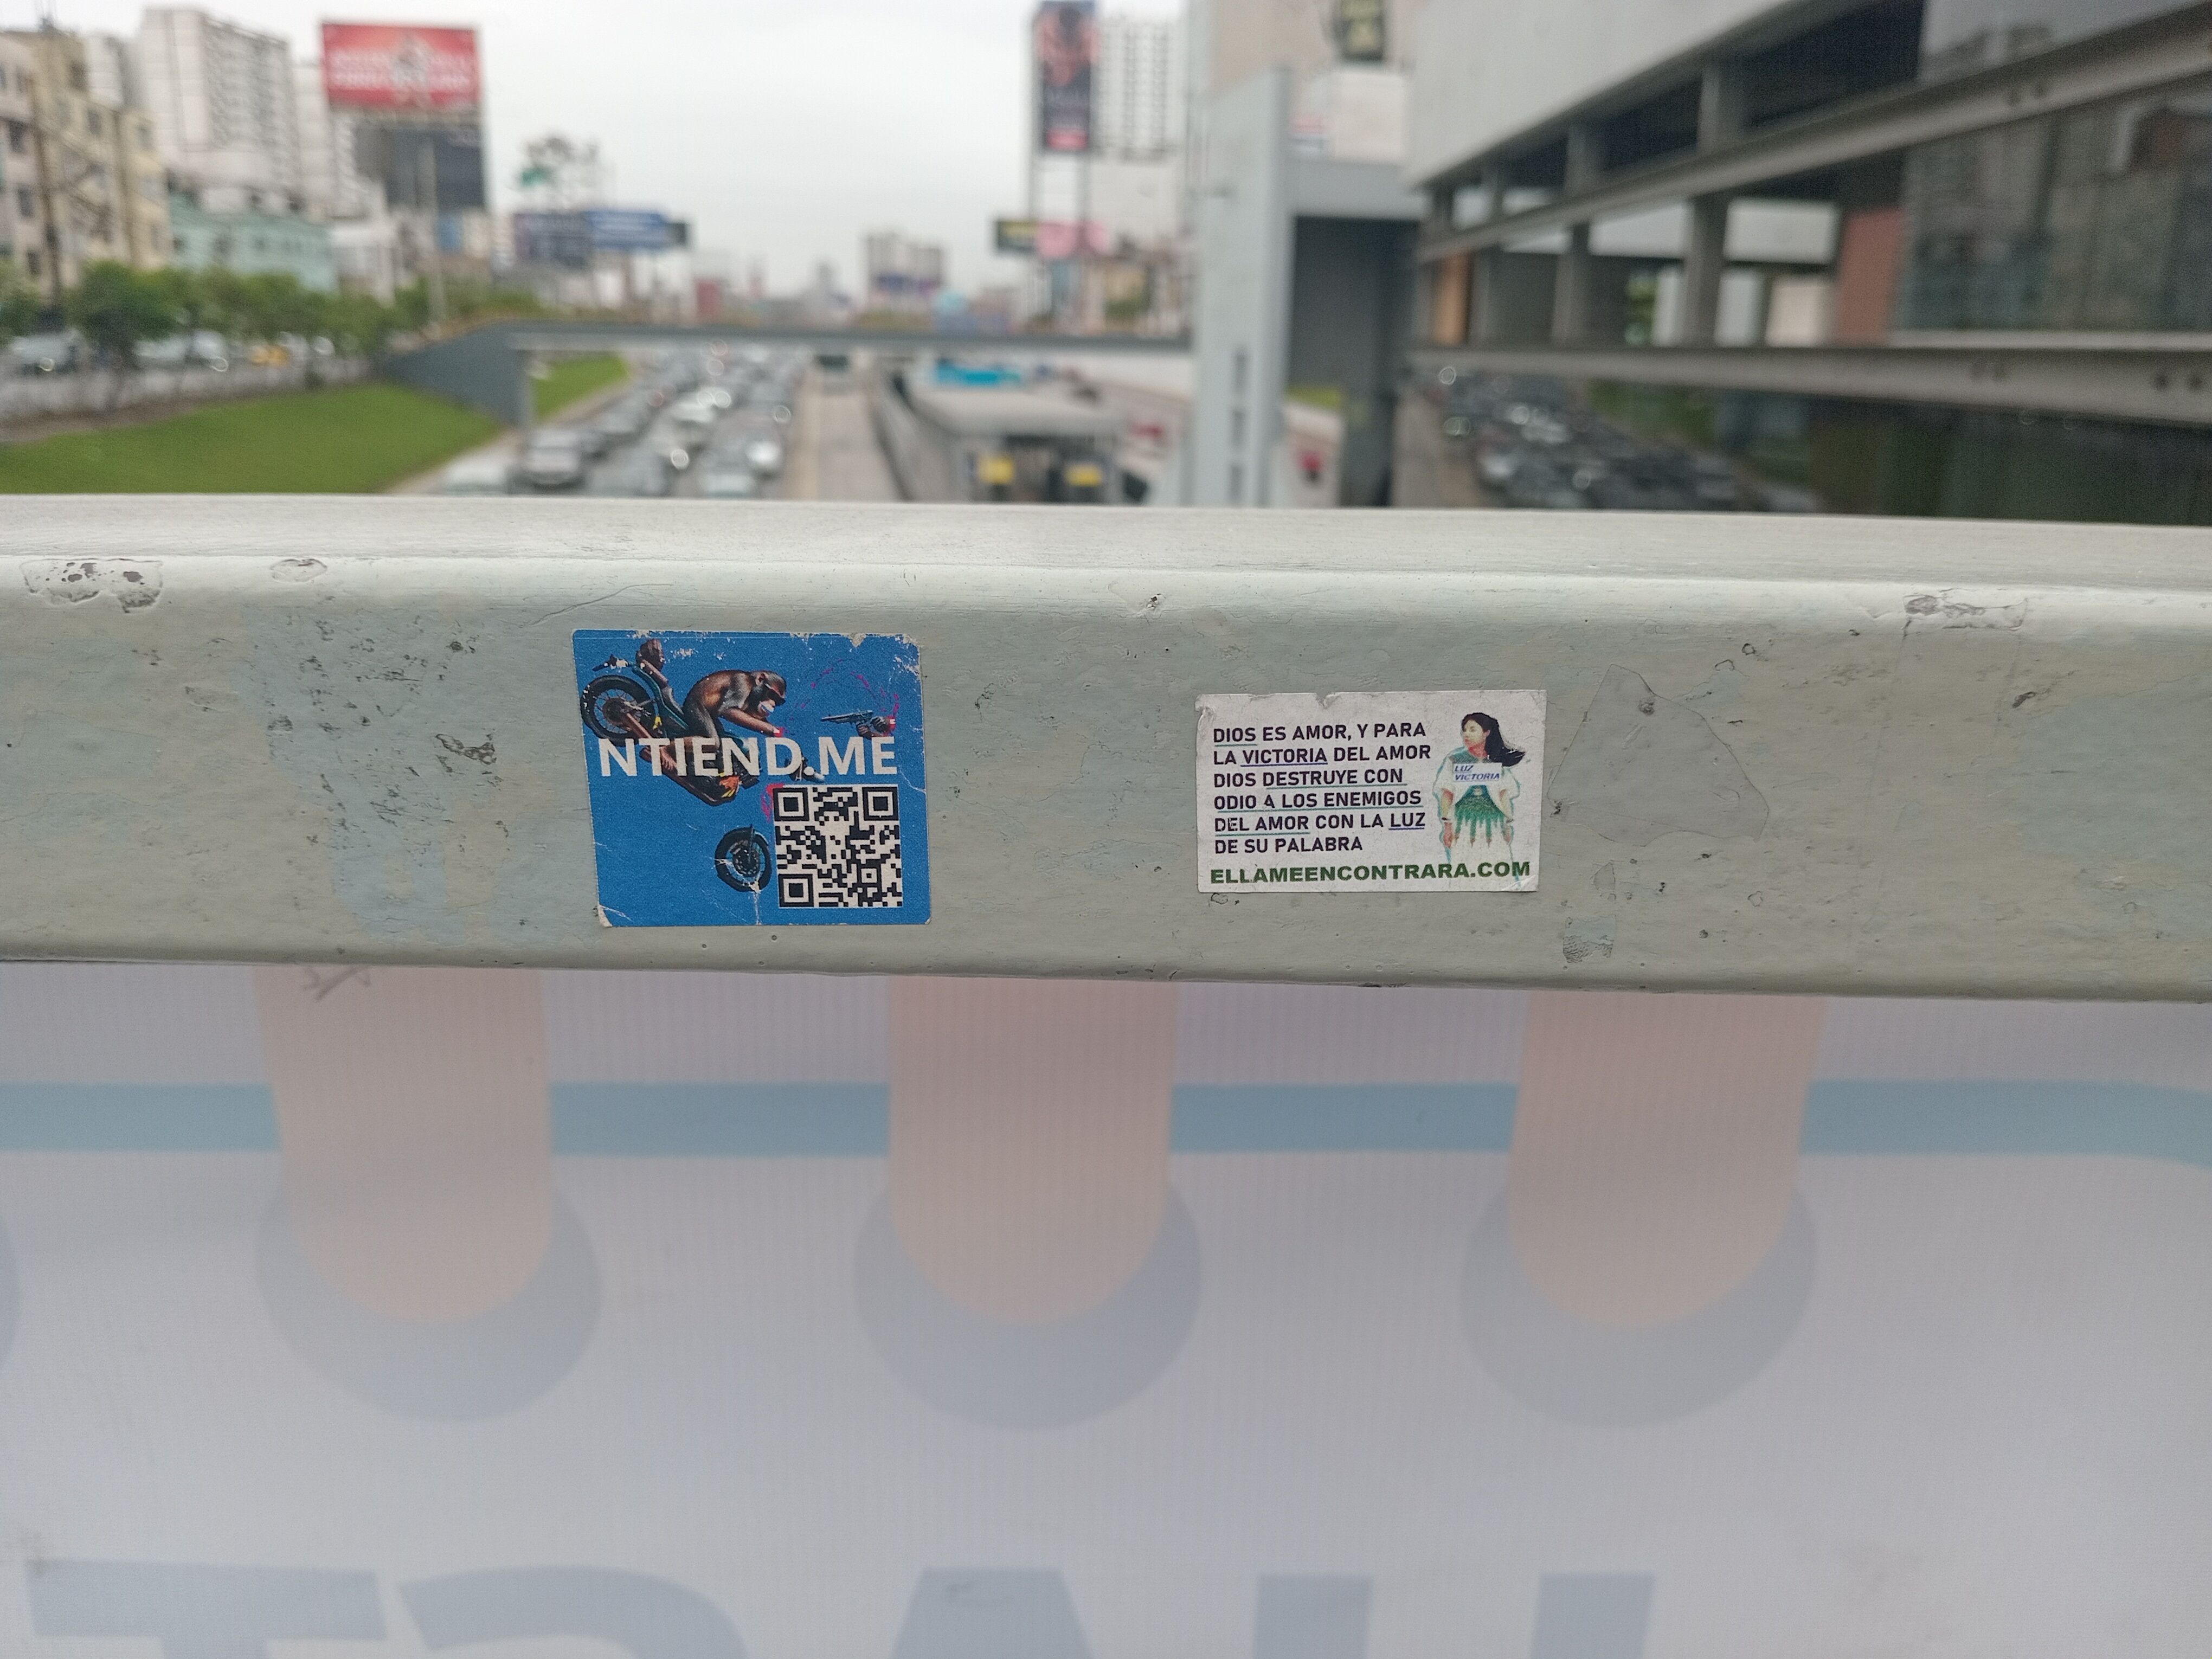 NTIEND.ME
DIOS ES AMOR, Y PARA
LA VICTORIA DEL AMOR
DIOS DESTRUYE CON
ODIO A LOS ENEMIGOS
DEL AMOR CON LA LUZ
DE SU PALABRA
LUZ
VICTORIA
ELLAMEENCONTRARA.COM